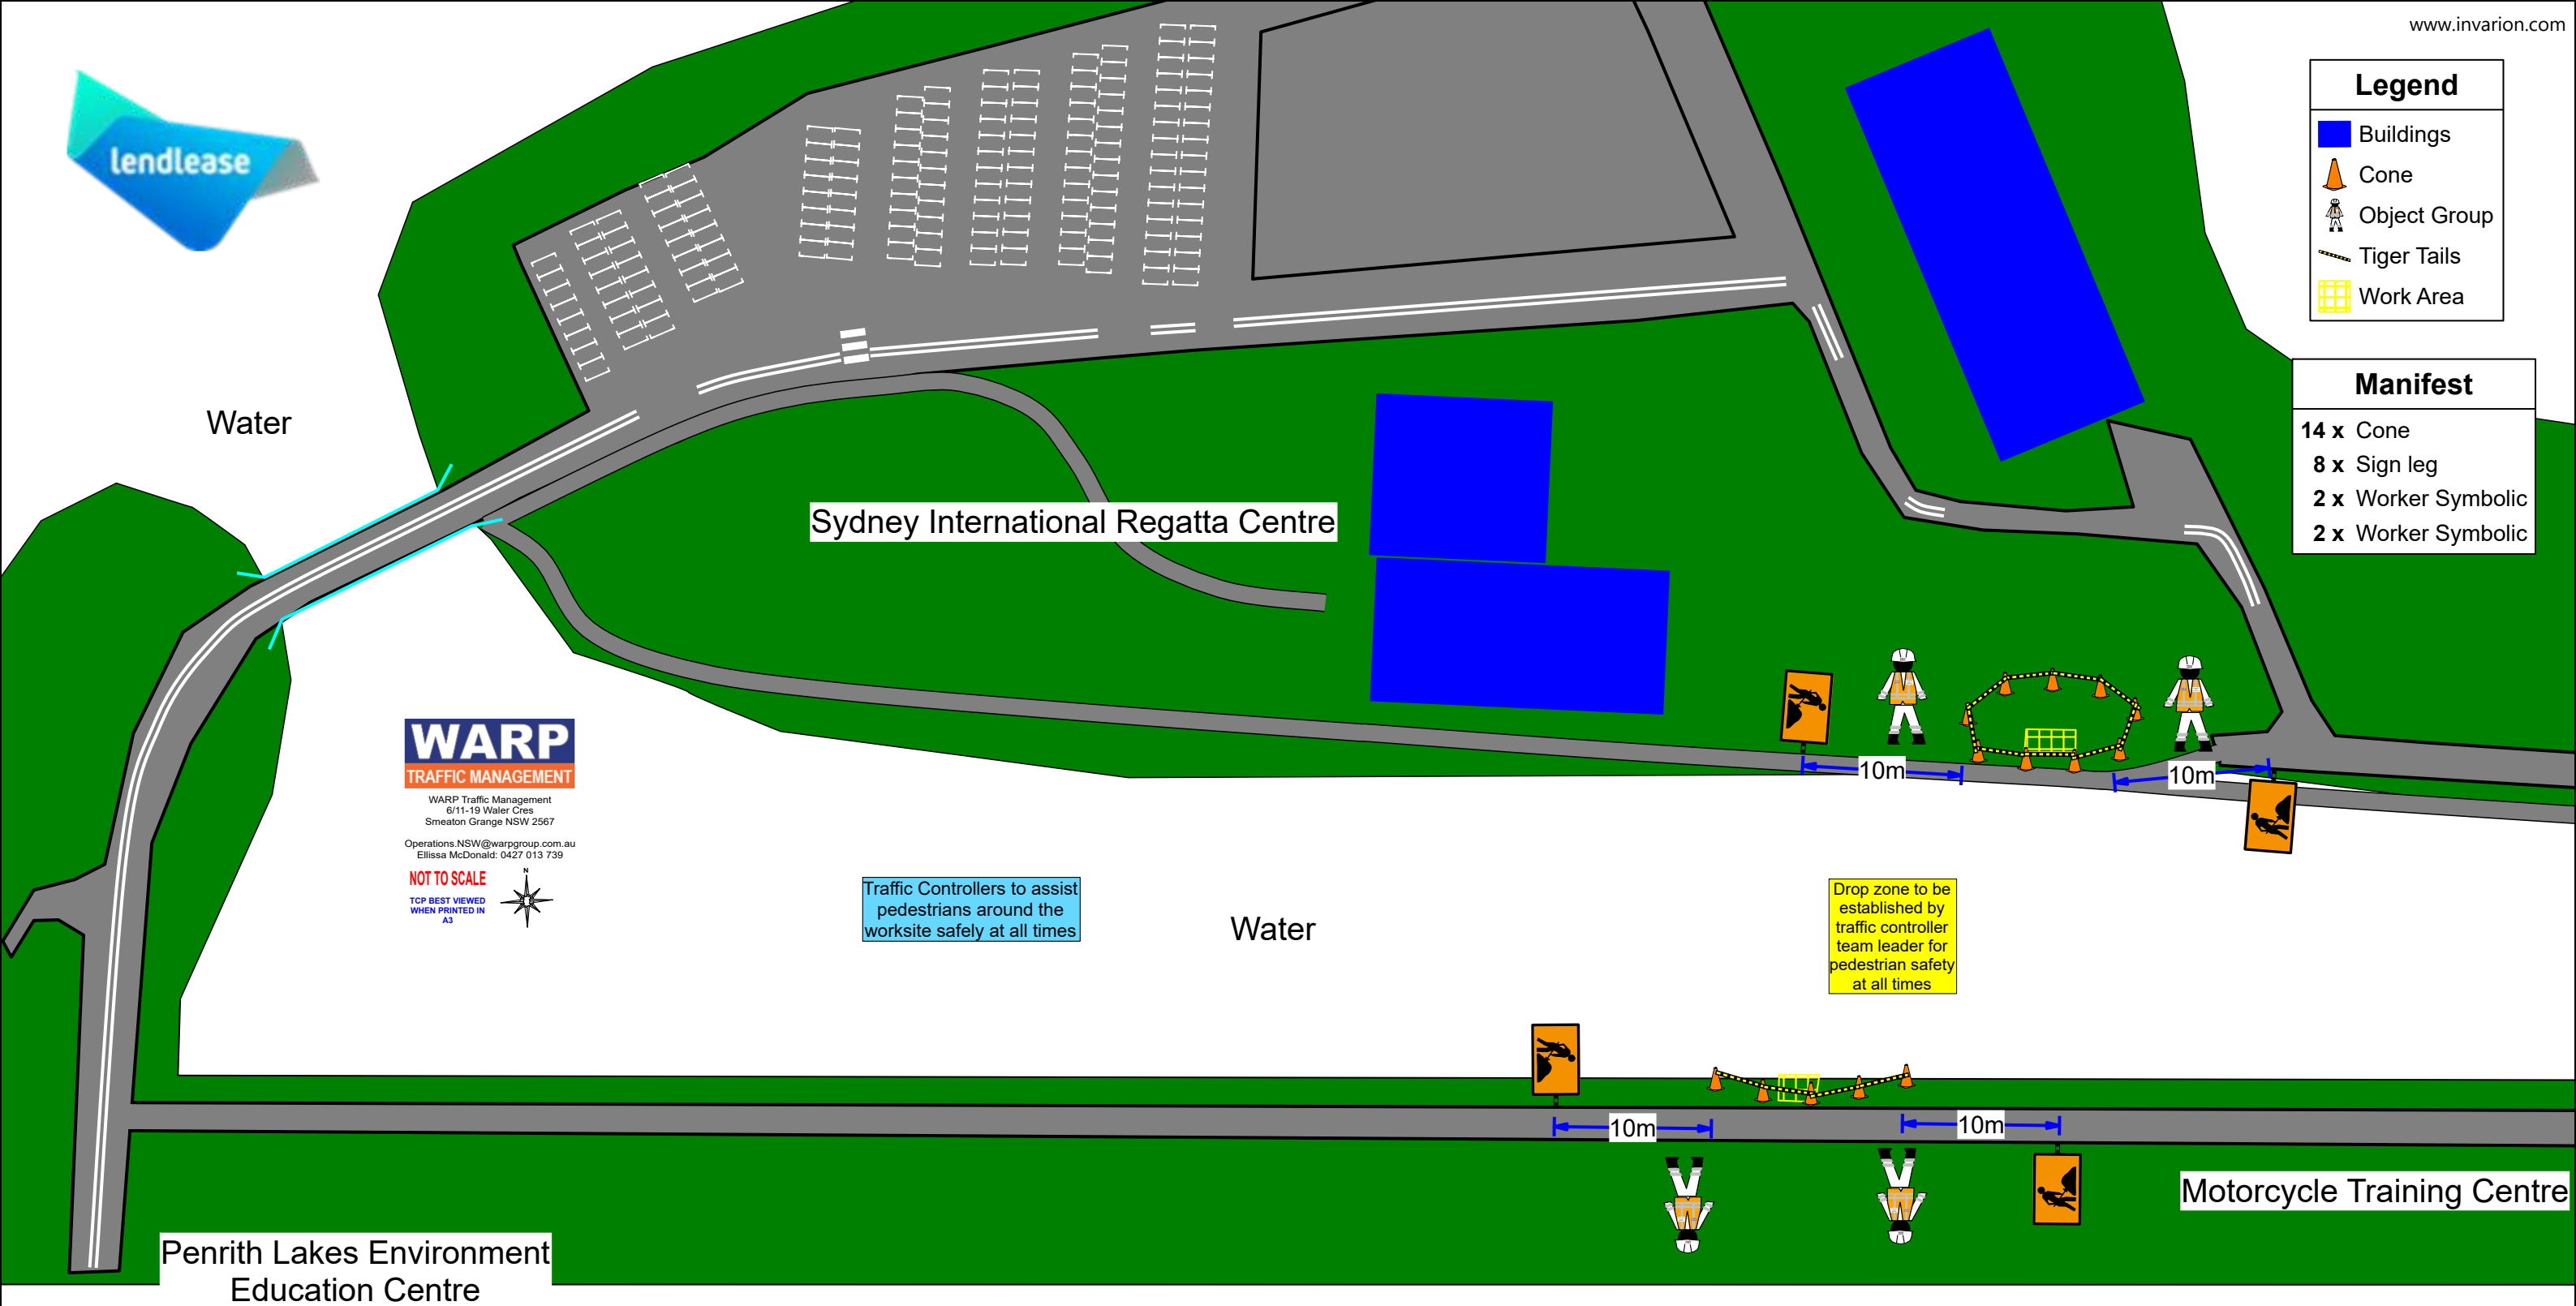 www.invarion.com
lendlease
Legend
Buildings
Cone
Object Group
Tiger Tails
Work Area
Manifest
14 x Cone
8 x Sign leg
2 x Worker Symbolic
2 x Worker Symbolic
Water
Sydney International Regatta Centre
WARP
TRAFFIC MANAGEMENT
WARP Traffic Management
6/11-19 Waler Cres
Smeaton Grange NSW 2567
Operations.NSW@warpgroup.com.au
Ellissa McDonald: 0427 013 739
NOT TO SCALE
TCP BEST VIEWED
WHEN PRINTED IN
A3
N
10m
10m
Traffic Controllers to assist
pedestrians around the
worksite safely at all times
Water
Drop zone to be
established by
traffic controller
team leader for
pedestrian safety
at all times
10m
10m
Motorcycle Training Centre
Penrith Lakes Environment
Education Centre